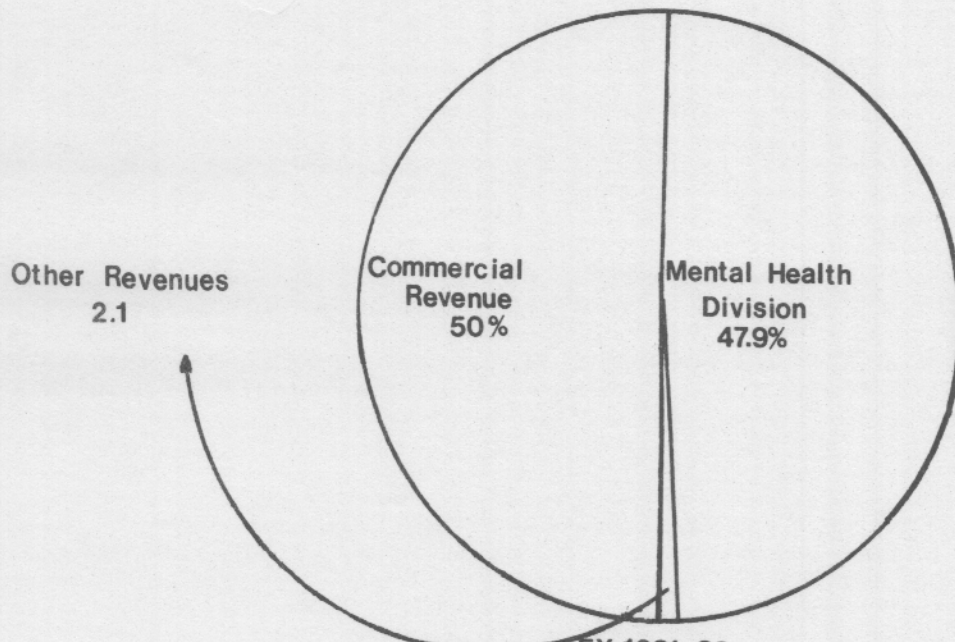 Other Revenues
2.1
Commercial
Revenue
50%
Mental Health
Division
47.9%